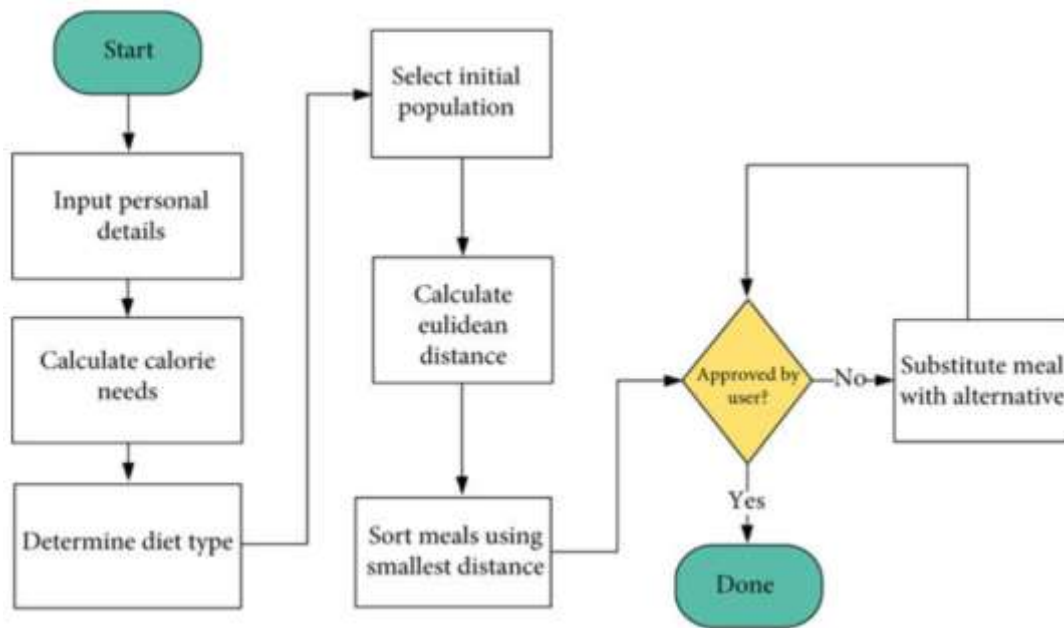 Start
Input personal
details
Calculate calorie
needs
Determine diet type
Select initial
population
Calculate
eulidean
distance
Sort meals using
smallest distance
Approved by
user?
No
Substitute meal
with alternative
Yes
Done